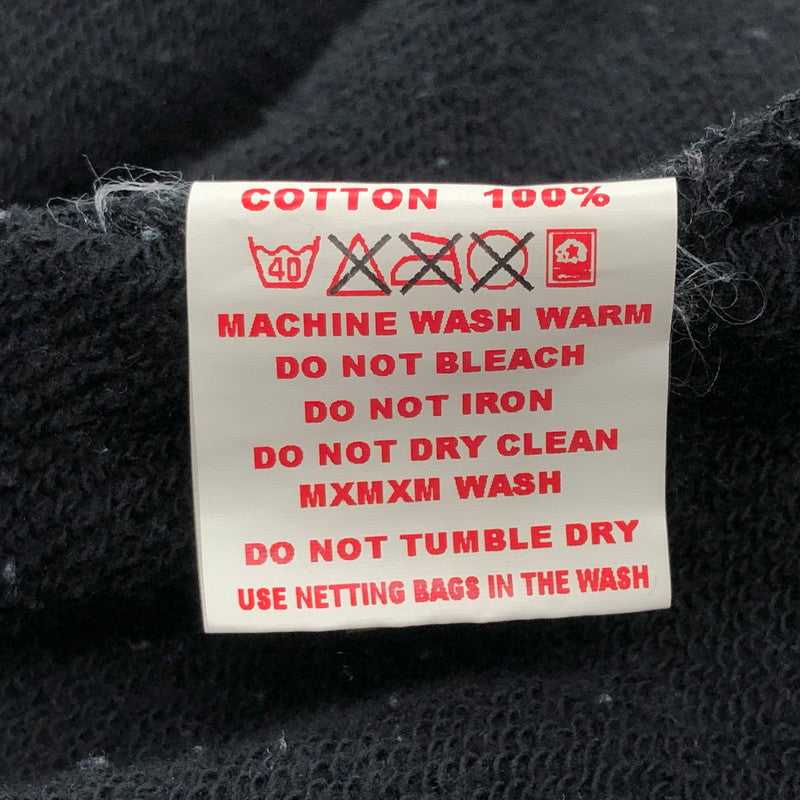 COTTON 100%
40
MACHINE WASH WARM
DO NOT BLEACH
DO NOT IRON
DO NOT DRY CLEAN
MXMXM WASH
DO NOT TUMBLE DRY
USE NETTING BAGS IN THE WASH